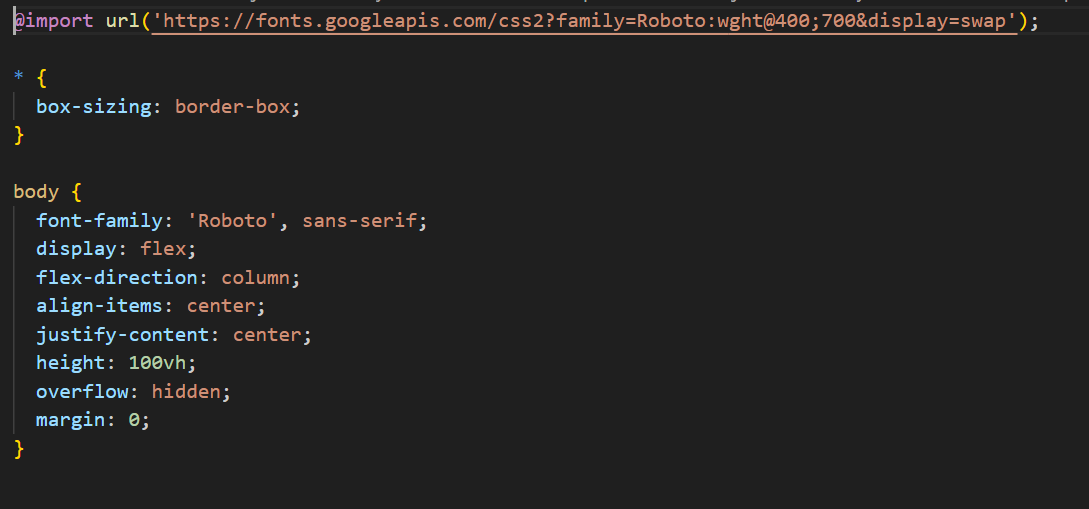 @import url('https://fonts.googleapis.com/css2?family=Roboto:wght@400;700&display=swap');
* {
  box-sizing: border-box;
}
body {
  font-family: 'Roboto', sans-serif;
  display: flex;
  flex-direction: column;
  align-items: center;
  justify-content: center;
  height: 100vh;
  overflow: hidden;
  margin: 0;
}